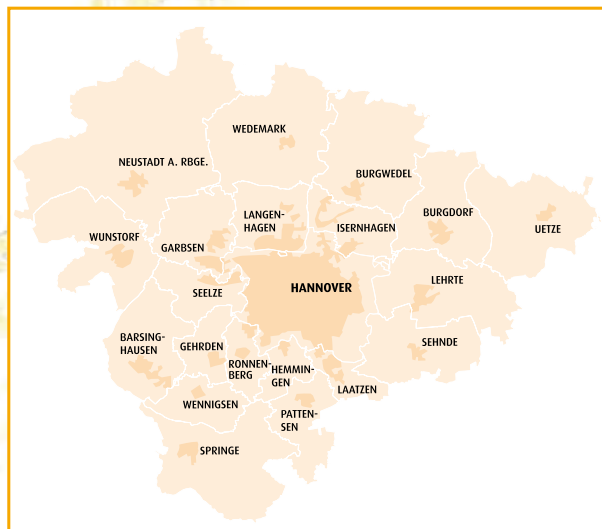 WEDEMARK
NEUSTADT A. RBGE.
BURGWEDEL
LANGEN-
HAGEN
BURGDORF
ISERNHAGEN
UETZE
WUNSTORF
GARBSEN
LEHRTE
SEELZE
HANNOVER
BARSING-
HAUSEN
GEHRDEN
SEHNDE
RONNEN-
BERG
HEMMIN-
GEN
LAATZEN
WENNIGSEN
PATTEN-
SEN
SPRINGE